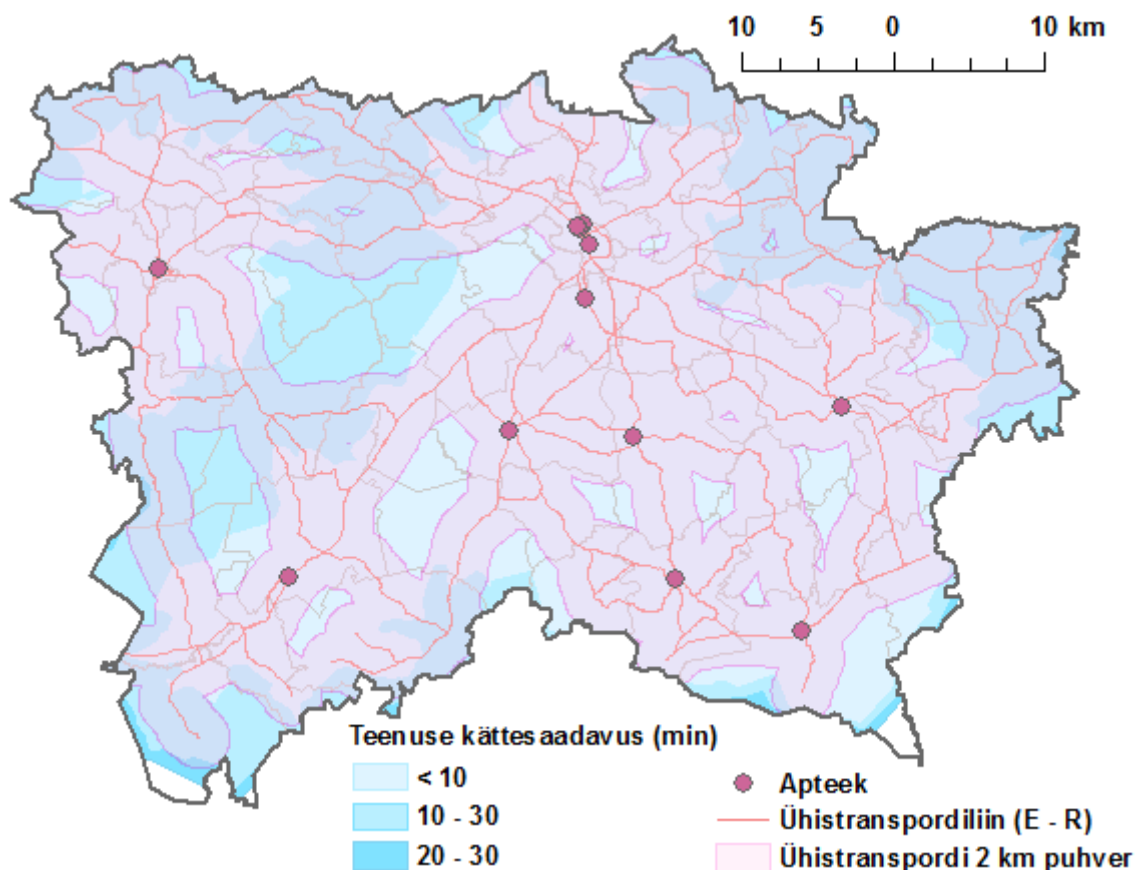 10 5 0 10 km
Teenuse kättesaadavus (min)
< 10
10 - 30
20 - 30
Apteek
Ühistranspordiliin (E - R)
Ühistranspordi 2 km puhver